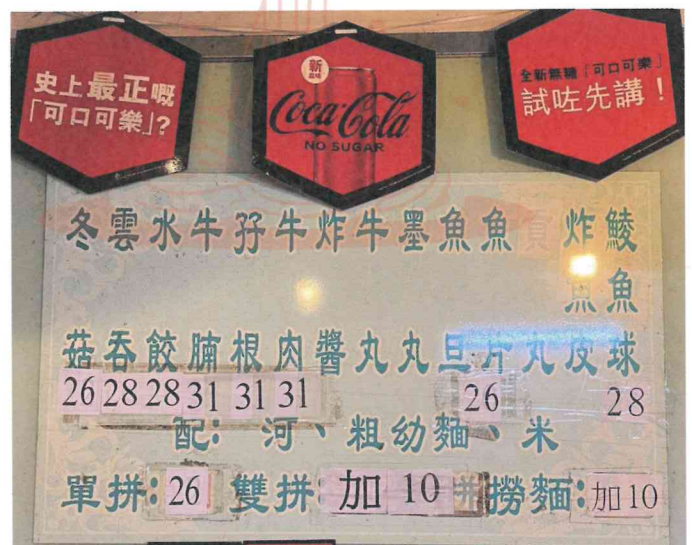 史上最正嘅
「可口可樂」?
新
Coca-Cola
NO SUGAR
全新無糖「可口可樂」
試咗先講！
冬菇
雲吞
水餃
牛腩
孖根
牛肉
炸醬
牛丸
墨丸
魚旦
魚片
丸
炸魚皮
鯪魚球
26 28 28 31 31 31 26 28
配: 河、粗幼麵、米
單拼: 26 雙拼: 加 10 拼撈麵: 加 10